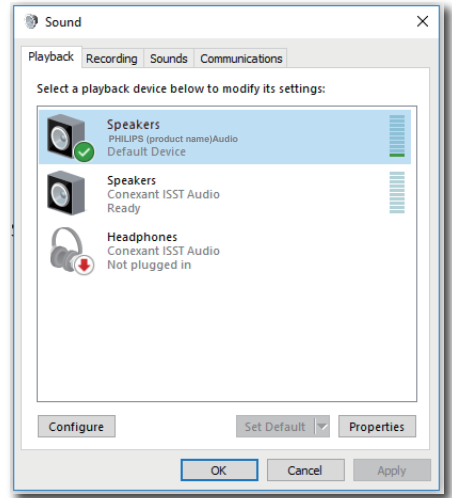 Sound
Playback Recording Sounds Communications
Select a playback device below to modify its settings:
Speakers
PHILIPS (product name)Audio
Default Device
Speakers
Conexant ISST Audio
Ready
Headphones
Conexant ISST Audio
Not plugged in
Configure Set Default Properties
OK Cancel Apply